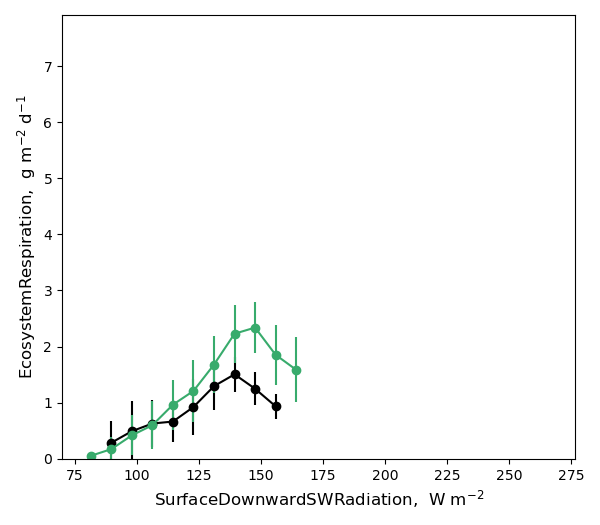 EcosystemRespiration,  g m⁻² d⁻¹
7
6
5
4
3
2
1
0
75 100 125 150 175 200 225 250 275
SurfaceDownwardSWRadiation,  W m⁻²